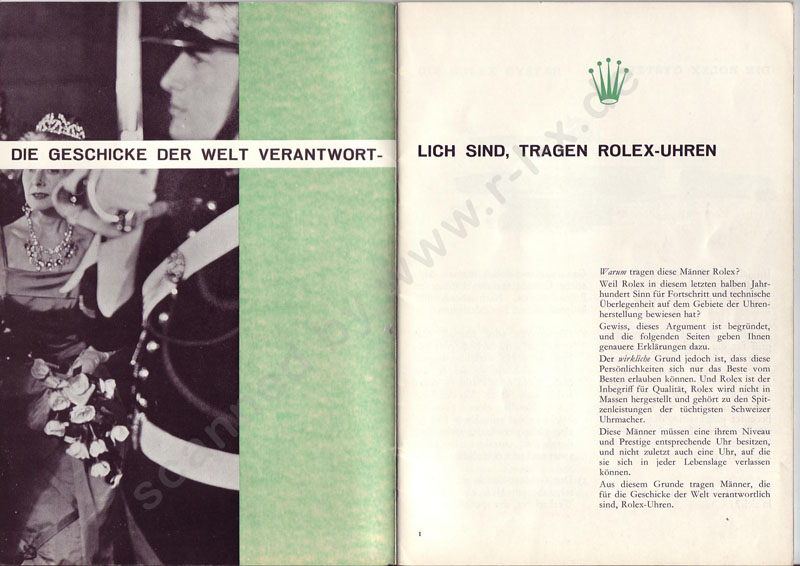 DIE GESCHICKE DER WELT VERANTWORT-
LICH SIND, TRAGEN ROLEX-UHREN
Warum tragen diese Männer Rolex?
Weil Rolex in diesem letzten halben Jahr-
hundert Sinn für Fortschritt und technische
Überlegenheit auf dem Gebiete der Uhren-
herstellung bewiesen hat?
Gewiss, dieses Argument ist begründet,
und die folgenden Seiten geben Ihnen
genauere Erklärungen dazu.
Der wirkliche Grund jedoch ist, dass diese
Persönlichkeiten sich nur das Beste vom
Besten erlauben können. Und Rolex ist der
Inbegriff für Qualität, Rolex wird nicht in
Massen hergestellt und gehört zu den Spit-
zenleistungen der tüchtigsten Schweizer
Uhrmacher.
Diese Männer müssen eine ihrem Niveau
und Prestige entsprechende Uhr besitzen,
und nicht zuletzt auch eine Uhr, auf die
sie sich in jeder Lebenslage verlassen
können.
Aus diesem Grunde tragen Männer, die
für die Geschicke der Welt verantwortlich
sind, Rolex-Uhren.
1